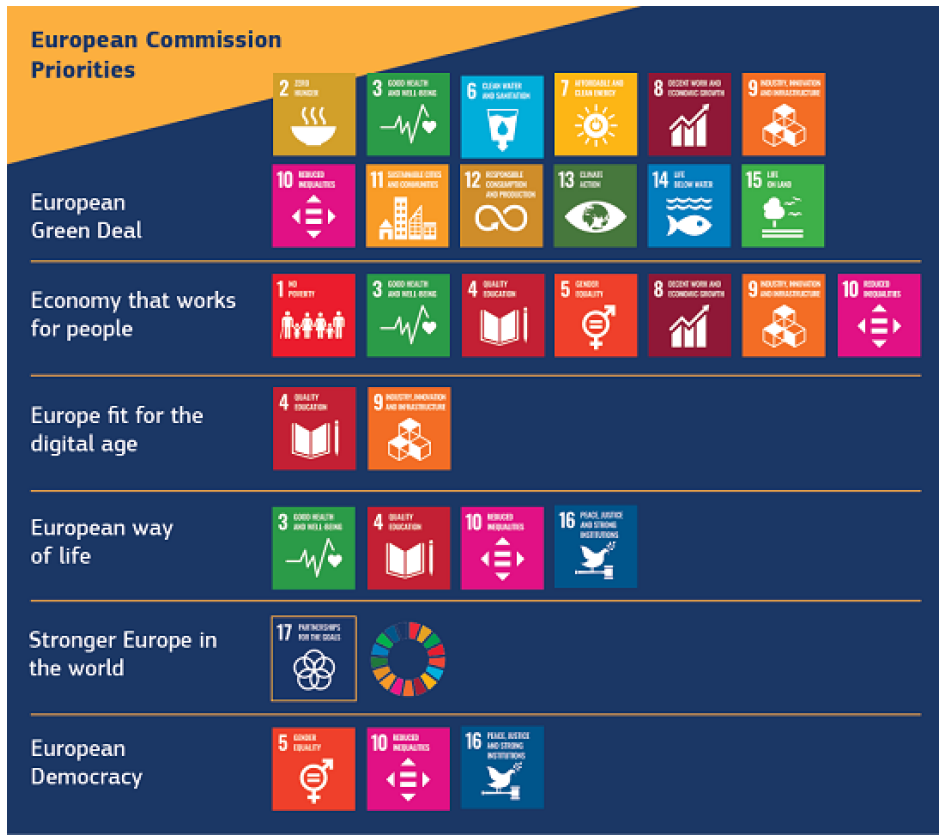 European Commission
Priorities
2 ZERO
HUNGER
3 GOOD HEALTH
AND WELL-BEING
6 CLEAN WATER
AND SANITATION
7 AFFORDABLE AND
CLEAN ENERGY
8 DECENT WORK AND
ECONOMIC GROWTH
9 INDUSTRY, INNOVATION
AND INFRASTRUCTURE
European
Green Deal
10 REDUCED
INEQUALITIES
11 SUSTAINABLE CITIES
AND COMMUNITIES
12 RESPONSIBLE
CONSUMPTION
AND PRODUCTION
13 CLIMATE
ACTION
14 LIFE
BELOW WATER
15 LIFE
ON LAND
Economy that works
for people
1 NO
POVERTY
3 GOOD HEALTH
AND WELL-BEING
4 QUALITY
EDUCATION
5 GENDER
EQUALITY
8 DECENT WORK AND
ECONOMIC GROWTH
9 INDUSTRY, INNOVATION
AND INFRASTRUCTURE
10 REDUCED
INEQUALITIES
Europe fit for the
digital age
4 QUALITY
EDUCATION
9 INDUSTRY, INNOVATION
AND INFRASTRUCTURE
European way
of life
3 GOOD HEALTH
AND WELL-BEING
4 QUALITY
EDUCATION
10 REDUCED
INEQUALITIES
16 PEACE, JUSTICE
AND STRONG
INSTITUTIONS
Stronger Europe in
the world
17 PARTNERSHIPS
FOR THE GOALS
European
Democracy
5 GENDER
EQUALITY
10 REDUCED
INEQUALITIES
16 PEACE, JUSTICE
AND STRONG
INSTITUTIONS